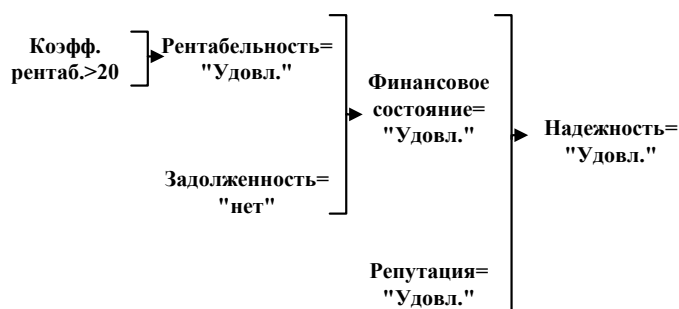 Коэфф.
рентаб.>20
Рентабельность=
"Удовл."
Задолженность=
"нет"
Финансовое
состояние=
"Удовл."
Репутация=
"Удовл."
Надежность=
"Удовл."